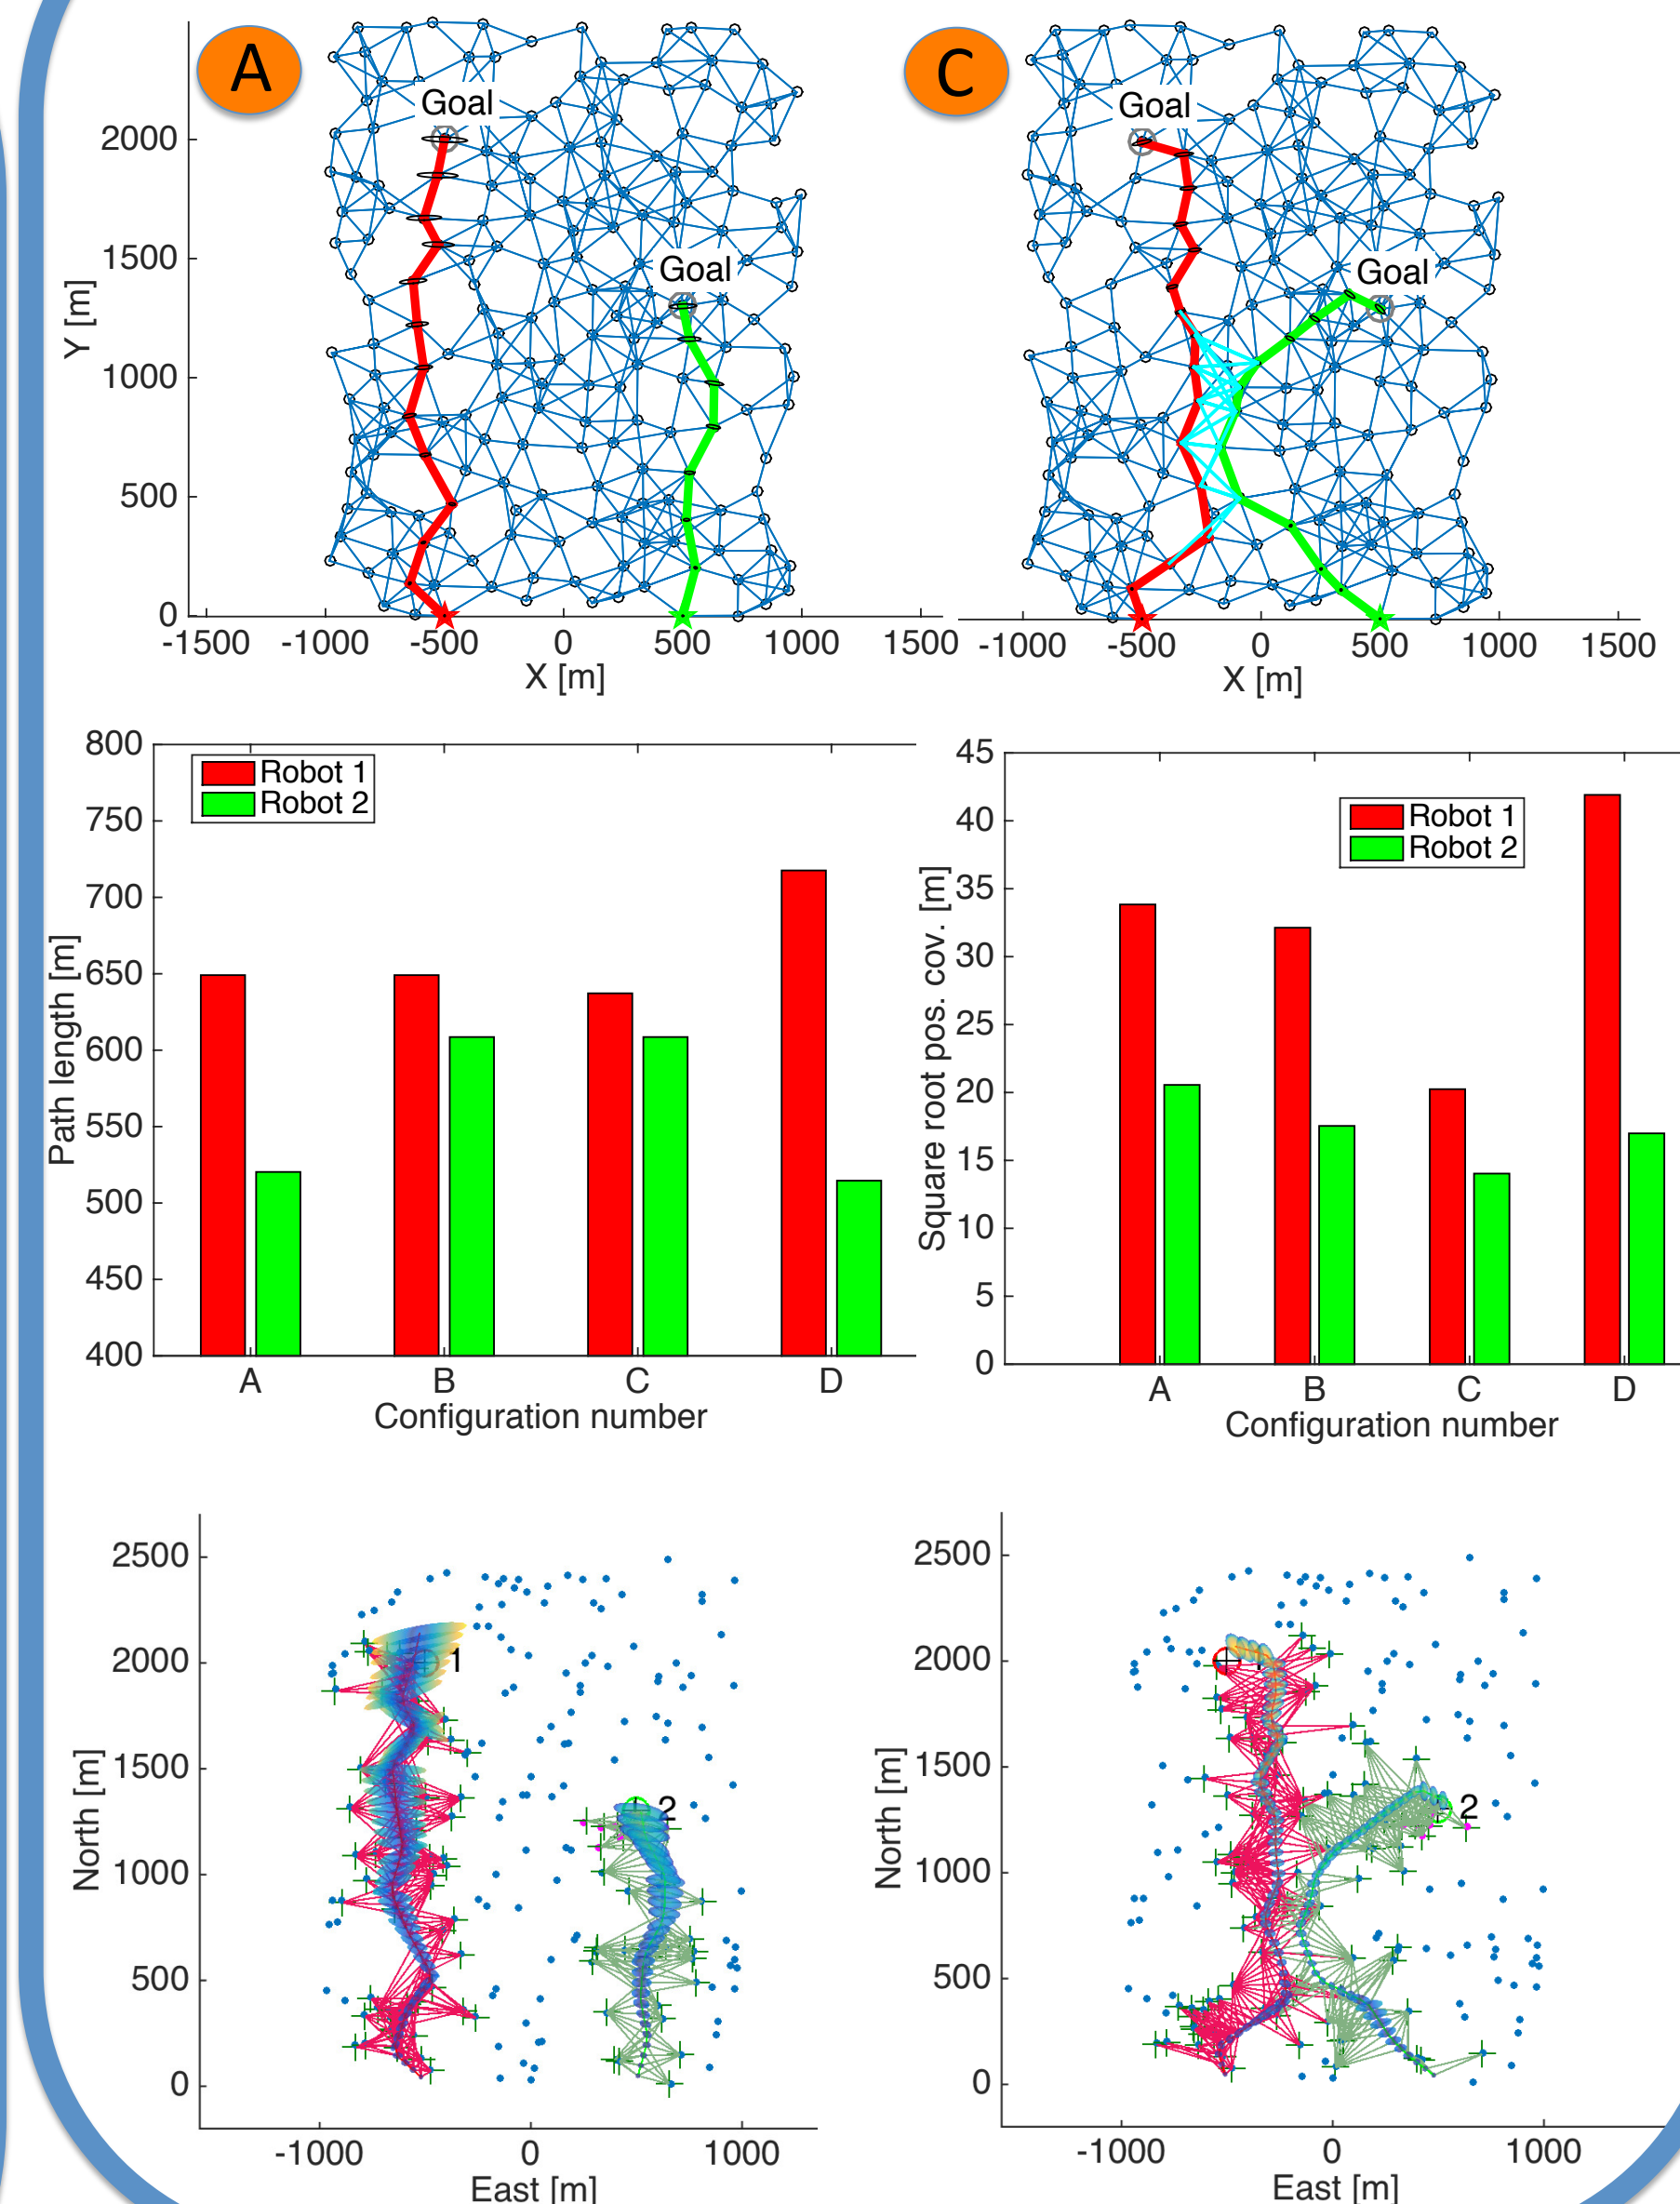 A
C
Goal
Goal
Goal
Goal
2000
1500
1000
500
0
Y [m]
-1500 -1000 -500 0 500 1000 1500
X [m]
-1000 -500 0 500 1000 1500
X [m]
800
750
700
650
600
550
500
450
400
Path length [m]
Robot 1
Robot 2
A B C D
Configuration number
45
40
35
30
25
20
15
10
5
0
Square root pos. cov. [m]
Robot 1
Robot 2
A B C D
Configuration number
2500
2000
1500
1000
500
0
North [m]
1
2
-1000 0 1000
East [m]
2500
2000
1500
1000
500
0
North [m]
1
2
-1000 0 1000
East [m]